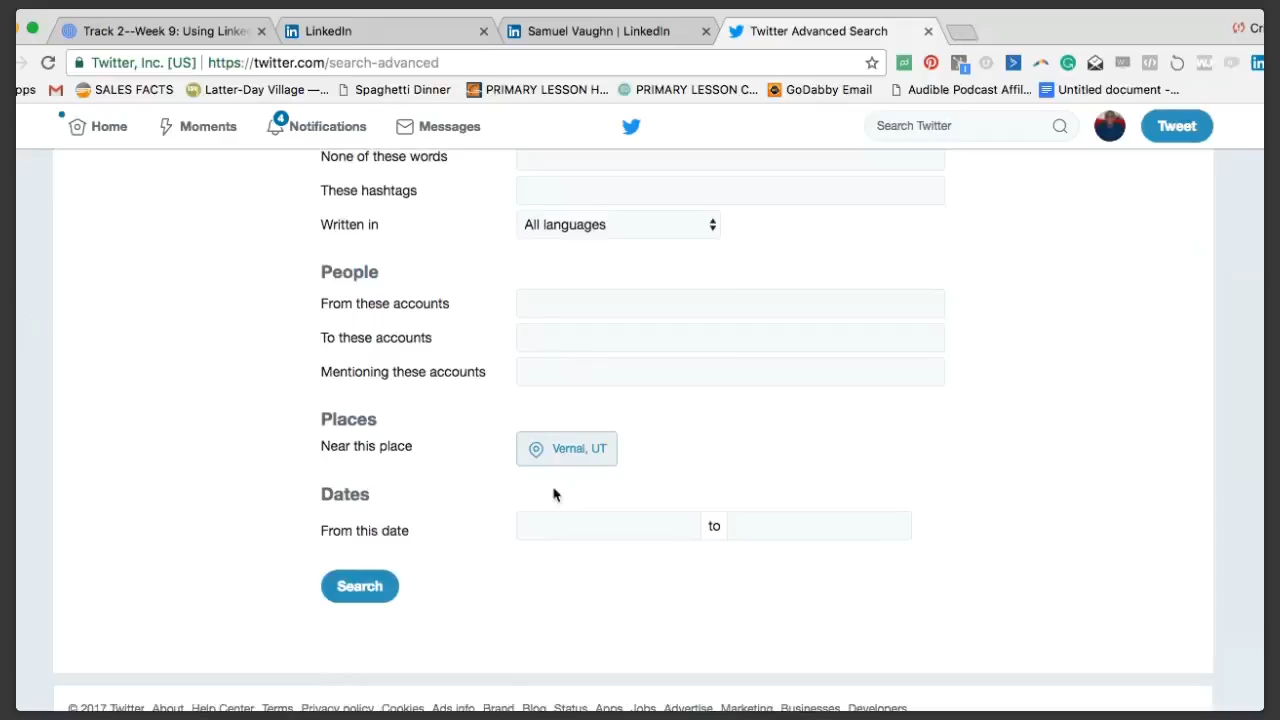 Track 2--Week 9: Using Linke
LinkedIn
Samuel Vaughn | LinkedIn
Twitter Advanced Search
Twitter, Inc. [US] | https://twitter.com/search-advanced
SALES FACTS
Latter-Day Village —...
Spaghetti Dinner
PRIMARY LESSON H...
PRIMARY LESSON C...
GoDabby Email
Audible Podcast Affil...
Untitled document -...
Home
Moments
4
Notifications
Messages
Search Twitter
Tweet
None of these words
These hashtags
Written in
All languages
People
From these accounts
To these accounts
Mentioning these accounts
Places
Near this place
Vernal, UT
Dates
From this date
to
Search
© 2017 Twitter About Help Center Terms Privacy policy Cookies Ads info Brand Blog Status Apps Jobs Advertise Marketing Businesses Developers